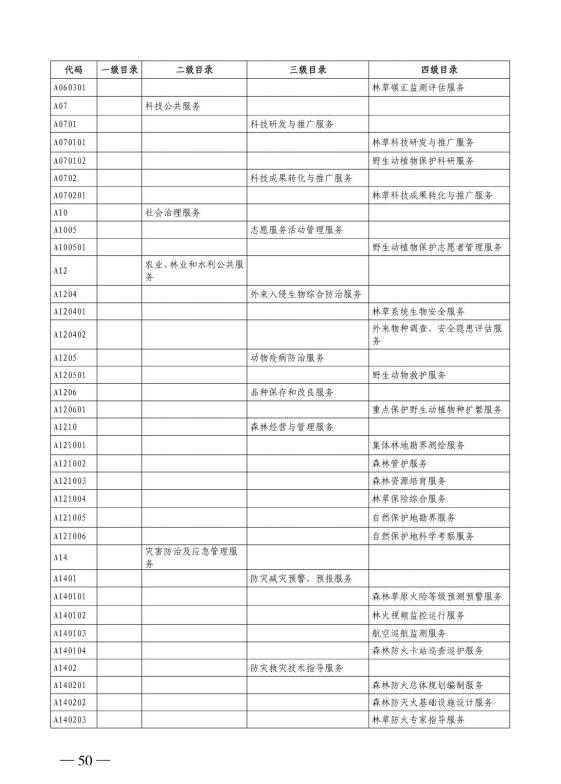 代码 一级目录 二级目录 三级目录 四级目录
A060301 林草碳汇监测评估服务
A07 科技公共服务
A0701 科技研发与推广服务
A070101 林草科技研发与推广服务
A070102 野生动植物保护科研服务
A0702 科技成果转化与推广服务
A070201 林草科技成果转化与推广服务
A10 社会治理服务
A1005 志愿服务活动管理服务
A100501 野生动植物保护志愿者管理服务
A12 农业、林业和水利公共服
务
A1204 外来入侵生物综合防治服务
A120401 林草系统生物安全服务
A120402 外来物种调查、安全隐患评估服
务
A1205 动物疫病防治服务
A120501 野生动物救护服务
A1206 品种保存和改良服务
A120601 重点保护野生动植物种扩繁服务
A1210 森林经营与管理服务
A121001 集体林地勘界测绘服务
A121002 森林管护服务
A121003 森林资源培育服务
A121004 林草保险综合服务
A121005 自然保护地勘界服务
A121006 自然保护地科学考察服务
A14 灾害防治及应急管理服
务
A1401 防灾减灾预警、预报服务
A140101 森林草原火险等级预测预警服务
A140102 林火视频监控运行服务
A140103 航空巡航监测服务
A140104 森林防火卡站巡查巡护服务
A1402 防灾救灾技术指导服务
A140201 森林防火总体规划编制服务
A140202 森林防灭火基础设施设计服务
A140203 林草防火专家指导服务
— 50 —